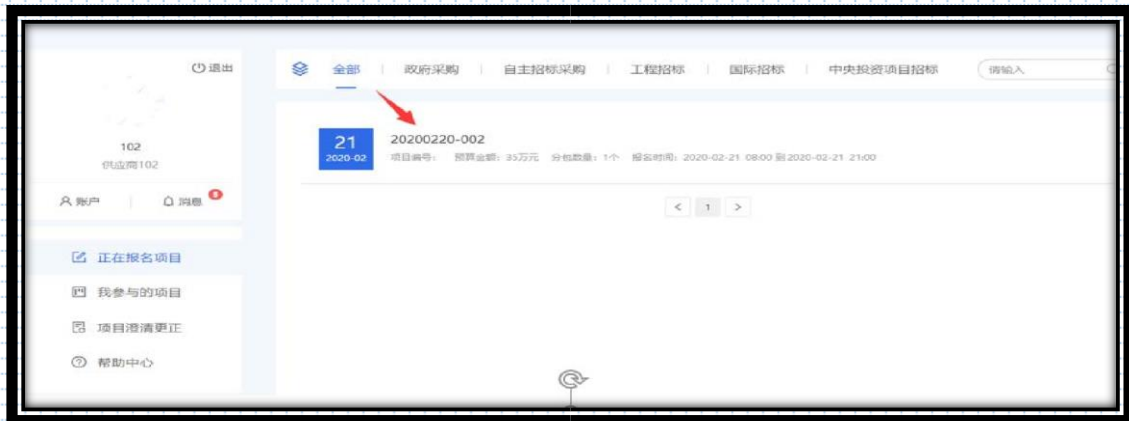 退出
全部 政府采购 自主招标采购 工程招标 国际招标 中央投资项目招标 请输入
21
2020-02
20200220-002
项目编号： 预算金额：35万元 分包数量：1个 报名时间：2020-02-21 08:00 到 2020-02-21 21:00
102
供应商102
账户 消息
< 1 >
正在报名项目
我参与的项目
项目澄清更正
帮助中心